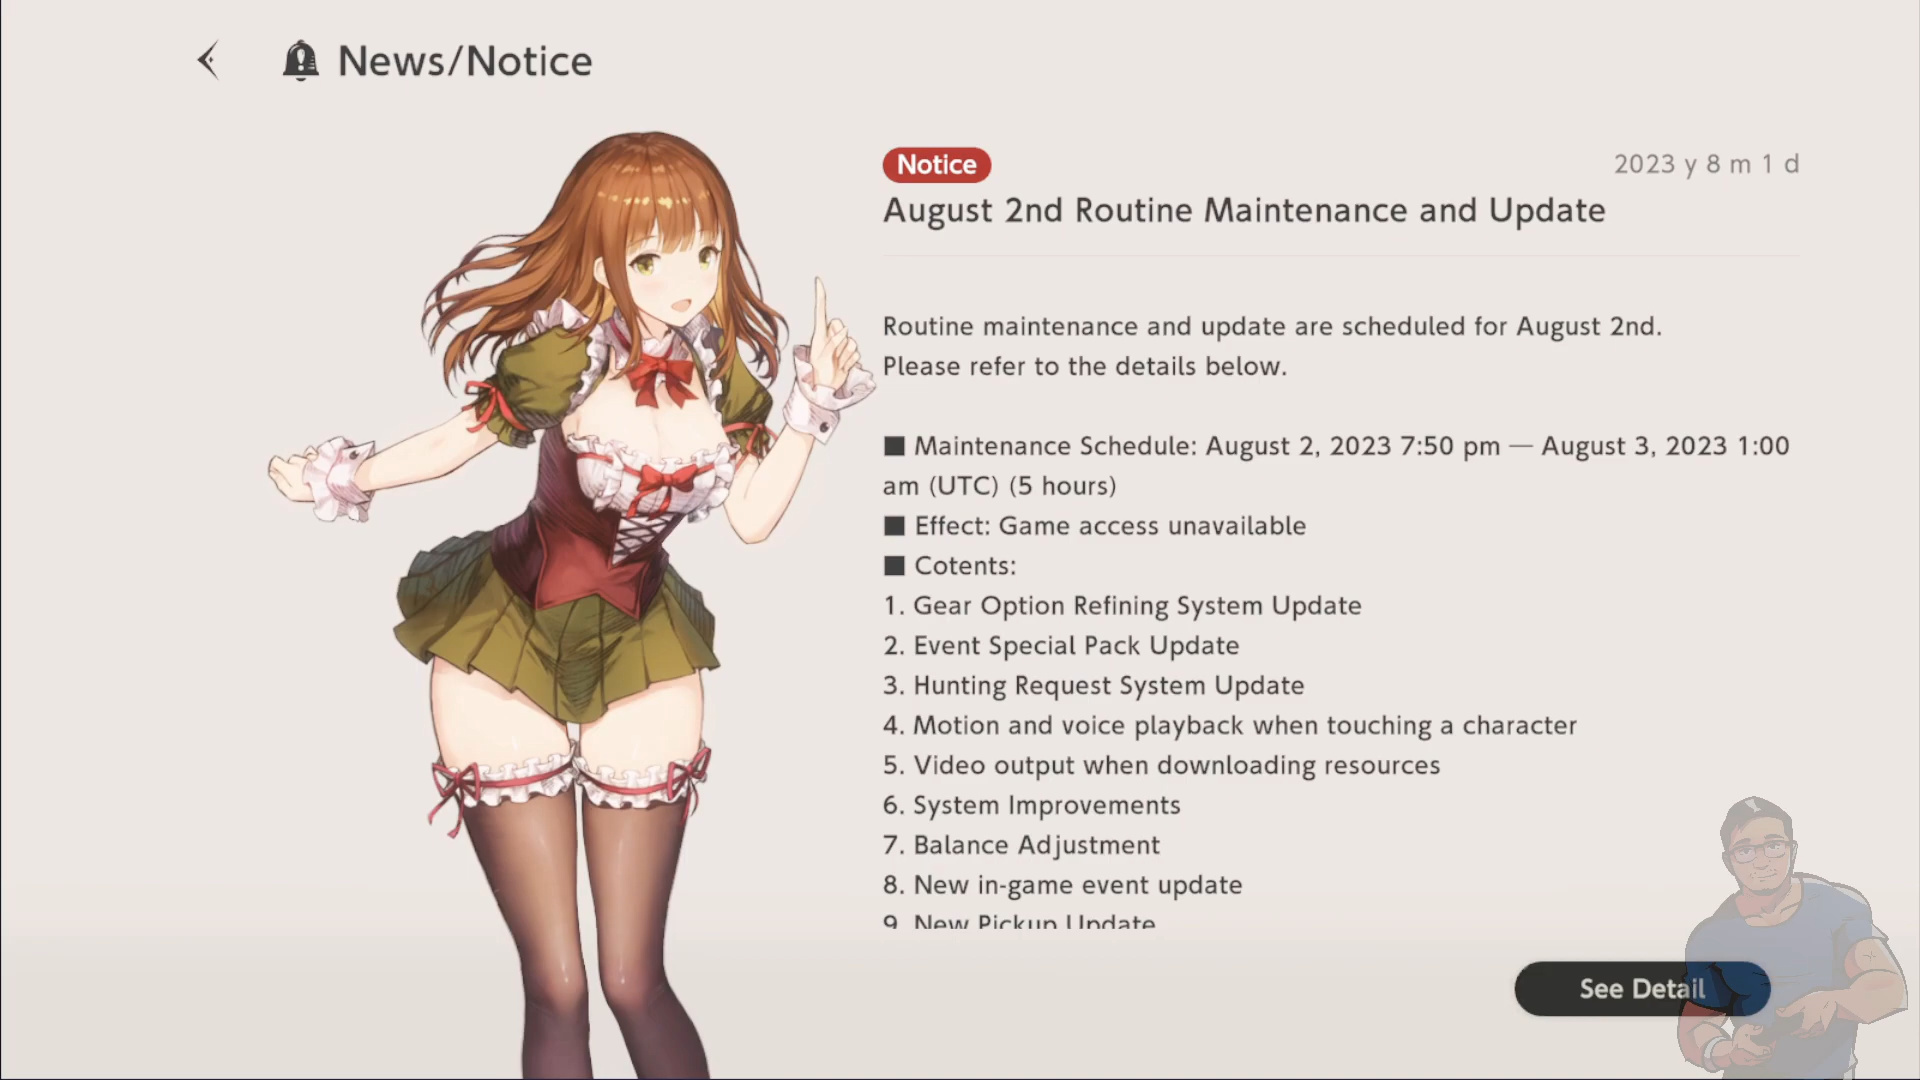 News/Notice
Notice
2023 y 8 m 1 d
August 2nd Routine Maintenance and Update
Routine maintenance and update are scheduled for August 2nd.
Please refer to the details below.
■ Maintenance Schedule: August 2, 2023 7:50 pm — August 3, 2023 1:00
am (UTC) (5 hours)
■ Effect: Game access unavailable
■ Cotents:
1. Gear Option Refining System Update
2. Event Special Pack Update
3. Hunting Request System Update
4. Motion and voice playback when touching a character
5. Video output when downloading resources
6. System Improvements
7. Balance Adjustment
8. New in-game event update
9. New Pickup Update
See Detail